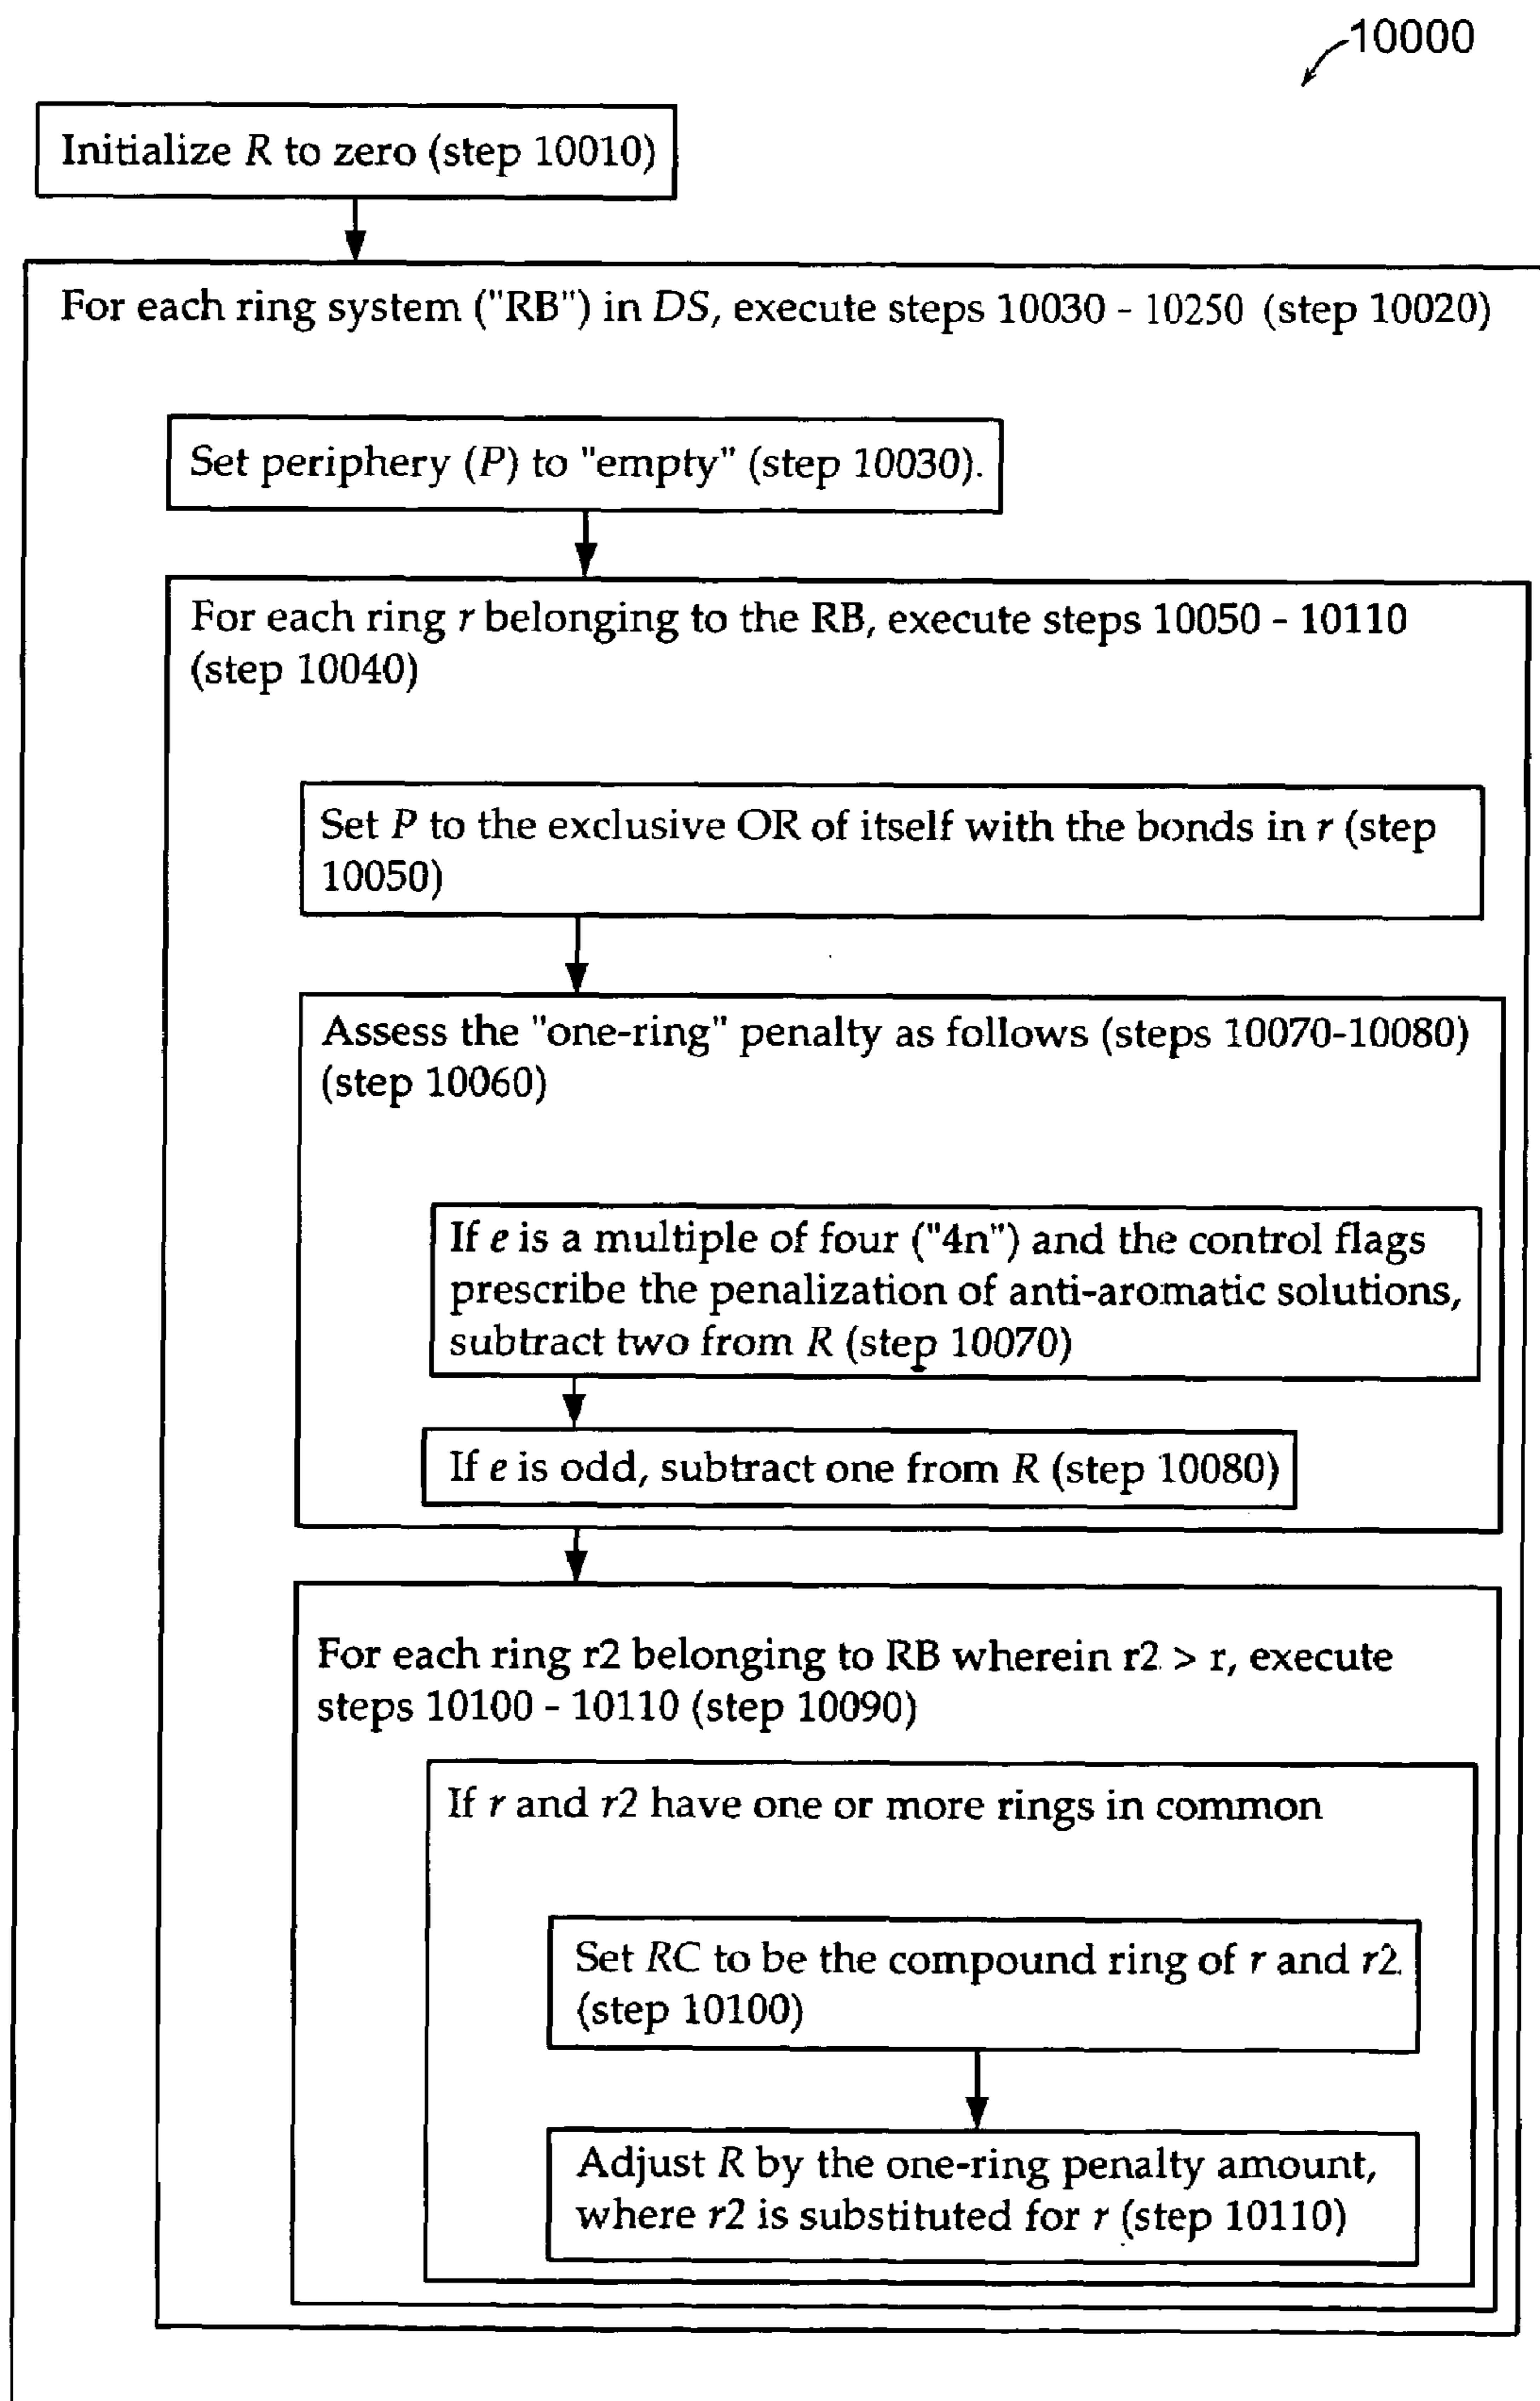 10000
Initialize R to zero (step 10010)
For each ring system ("RB") in DS, execute steps 10030 - 10250 (step 10020)
Set periphery (P) to "empty" (step 10030).
For each ring r belonging to the RB, execute steps 10050 - 10110
(step 10040)
Set P to the exclusive OR of itself with the bonds in r (step
10050)
Assess the "one-ring" penalty as follows (steps 10070-10080)
(step 10060)
If e is a multiple of four ("4n") and the control flags
prescribe the penalization of anti-aromatic solutions,
subtract two from R (step 10070)
If e is odd, subtract one from R (step 10080)
For each ring r2 belonging to RB wherein r2 > r, execute
steps 10100 - 10110 (step 10090)
If r and r2 have one or more rings in common
Set RC to be the compound ring of r and r2.
(step 10100)
Adjust R by the one-ring penalty amount,
where r2 is substituted for r (step 10110)